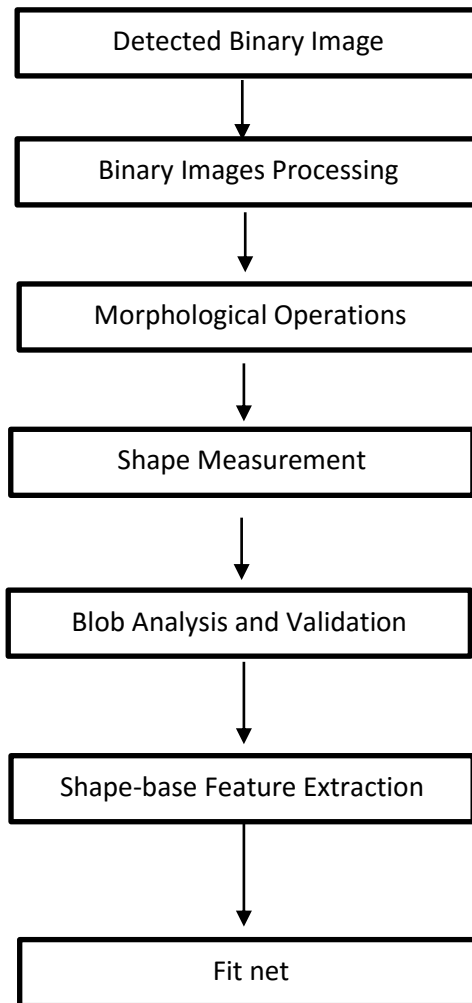 Detected Binary Image
Binary Images Processing
Morphological Operations
Shape Measurement
Blob Analysis and Validation
Shape-base Feature Extraction
Fit net